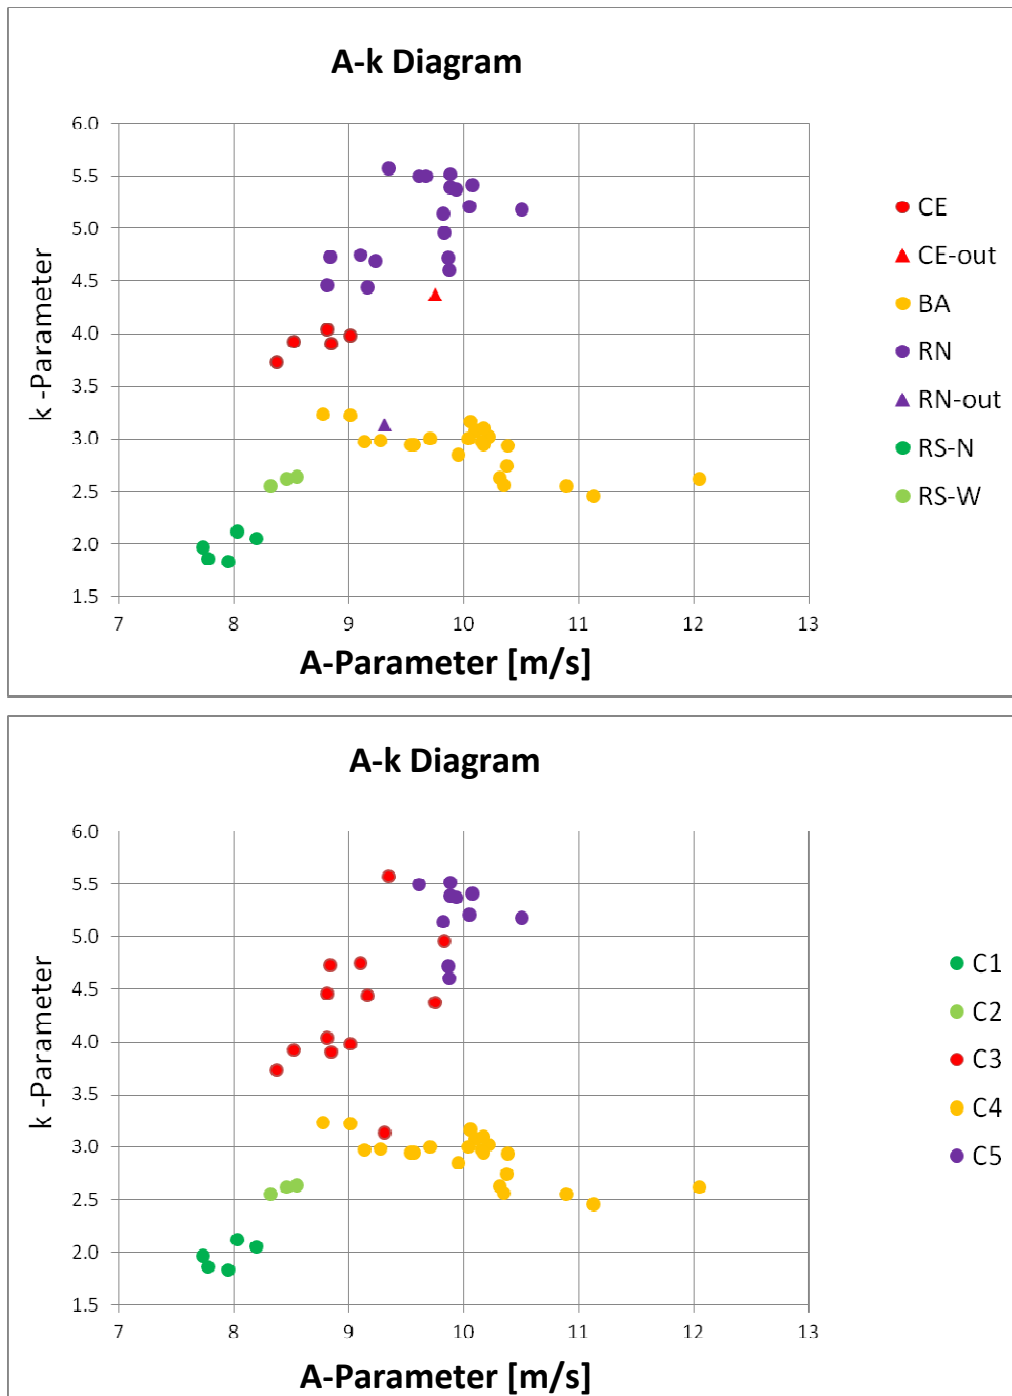 A-k Diagram
6.0
5.5
5.0
4.5
4.0
3.5
3.0
2.5
2.0
1.5
k -Parameter
7 8 9 10 11 12 13
A-Parameter [m/s]
CE
CE-out
BA
RN
RN-out
RS-N
RS-W
A-k Diagram
6.0
5.5
5.0
4.5
4.0
3.5
3.0
2.5
2.0
1.5
k -Parameter
7 8 9 10 11 12 13
A-Parameter [m/s]
C1
C2
C3
C4
C5